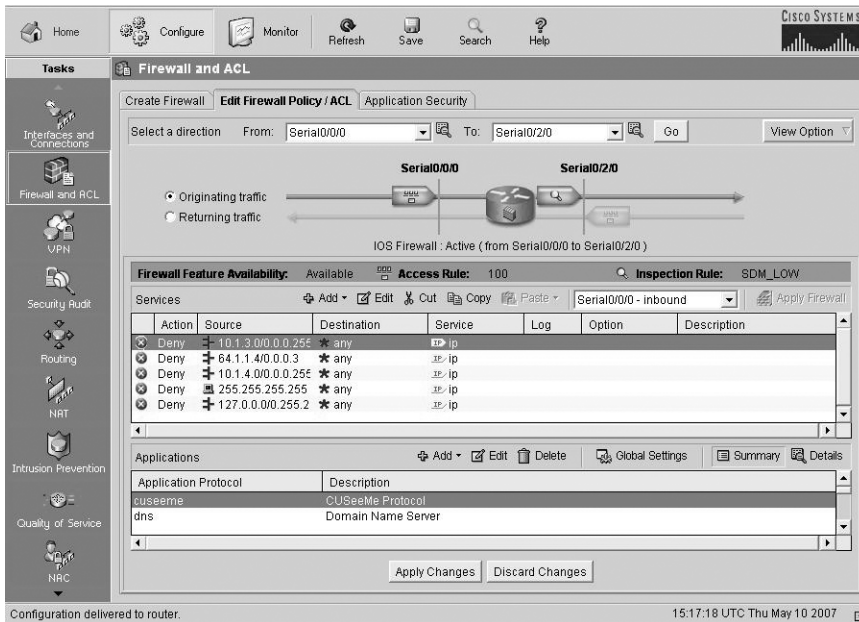 Home
Configure
Monitor
Refresh
Save
Search
Help
CISCO SYSTEMS
Tasks
Firewall and ACL
Interfaces and
Connections
Firewall and ACL
VPN
Security Audit
Routing
NAT
Intrusion Prevention
Quality of Service
NAC
Create Firewall
Edit Firewall Policy / ACL
Application Security
Select a direction From: Serial0/0/0 To: Serial0/2/0 Go View Option
Serial0/0/0 Serial0/2/0
Originating traffic
Returning traffic
IOS Firewall : Active ( from Serial0/0/0 to Serial0/2/0 )
Firewall Feature Availability: Available Access Rule: 100 Inspection Rule: SDM_LOW
Services Add Edit Cut Copy Paste Serial0/0/0 - inbound Apply Firewall
Action Source Destination Service Log Option Description
Deny 10.1.3.0/0.0.0.255 any ip
Deny 64.1.1.4/0.0.0.3 any ip
Deny 10.1.4.0/0.0.0.255 any ip
Deny 255.255.255.255 any ip
Deny 127.0.0.0/0.255.2 any ip
Applications Add Edit Delete Global Settings Summary Details
Application Protocol Description
cuseeme CUSeeMe Protocol
dns Domain Name Server
Apply Changes Discard Changes
Configuration delivered to router. 15:17:18 UTC Thu May 10 2007